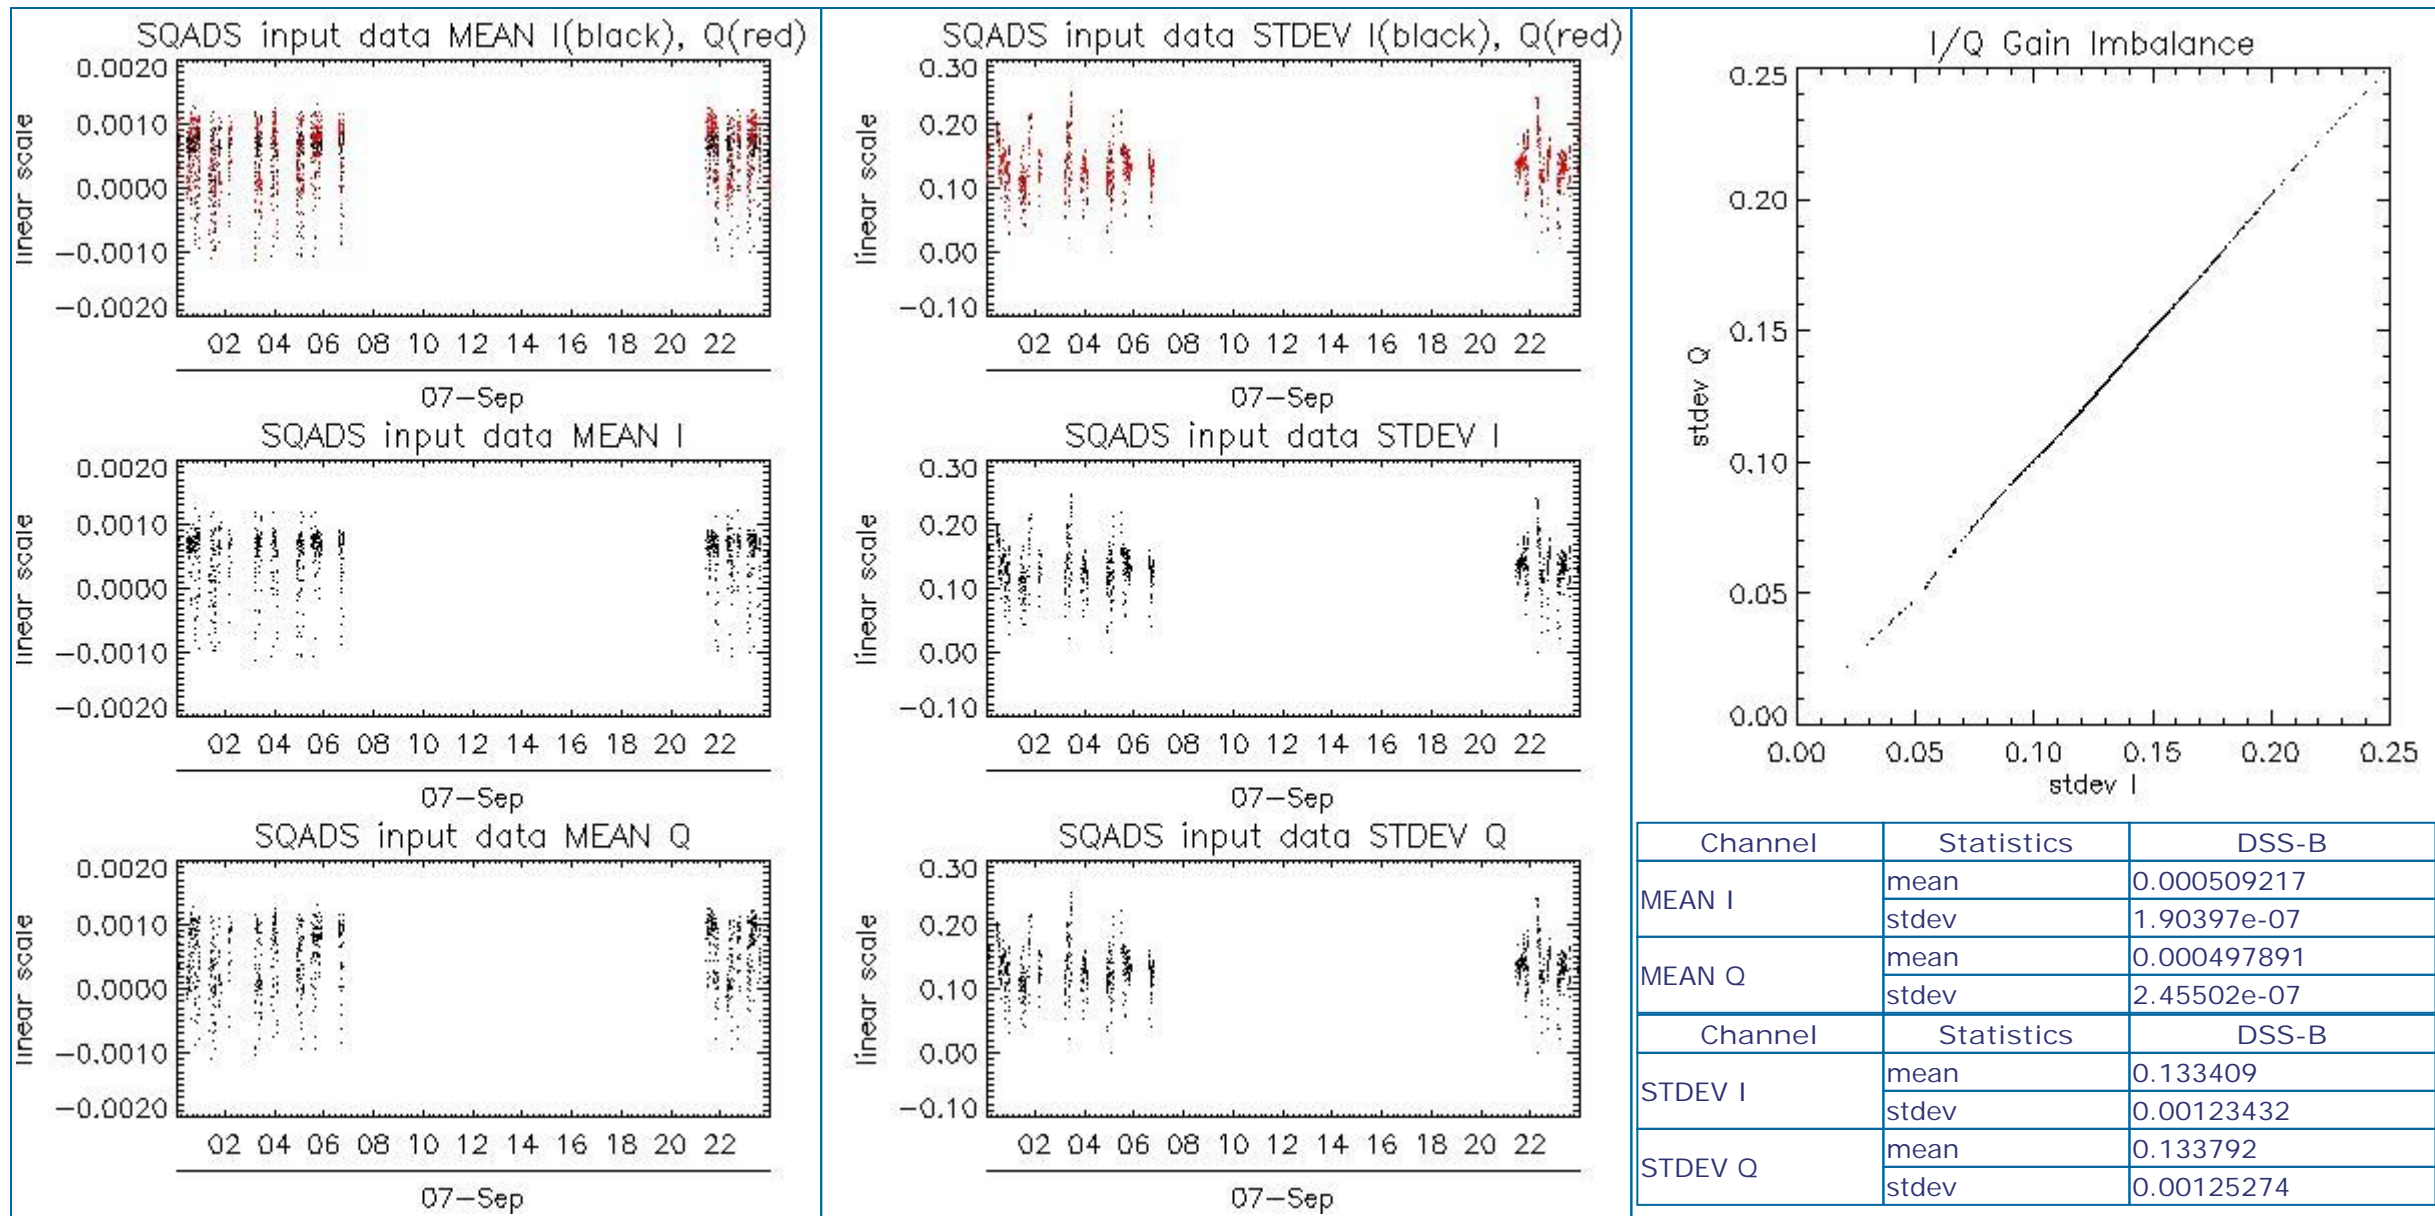 SQADS input data MEAN I(black), Q(red)
0.0020
0.0010
0.0000
−0.0010
−0.0020
linear scale
02 04 06 08 10 12 14 16 18 20 22
07−Sep
SQADS input data MEAN I
0.0020
0.0010
0.0000
−0.0010
−0.0020
linear scale
02 04 06 08 10 12 14 16 18 20 22
07−Sep
SQADS input data MEAN Q
0.0020
0.0010
0.0000
−0.0010
−0.0020
linear scale
02 04 06 08 10 12 14 16 18 20 22
07−Sep
SQADS input data STDEV I(black), Q(red)
0.30
0.20
0.10
0.00
−0.10
linear scale
02 04 06 08 10 12 14 16 18 20 22
07−Sep
SQADS input data STDEV I
0.30
0.20
0.10
0.00
−0.10
linear scale
02 04 06 08 10 12 14 16 18 20 22
07−Sep
SQADS input data STDEV Q
0.30
0.20
0.10
0.00
−0.10
linear scale
02 04 06 08 10 12 14 16 18 20 22
07−Sep
I/Q Gain Imbalance
0.25
0.20
0.15
0.10
0.05
0.00
stdev Q
0.00 0.05 0.10 0.15 0.20 0.25
stdev I
Channel Statistics DSS-B
MEAN I mean 0.000509217
stdev 1.90397e-07
MEAN Q mean 0.000497891
stdev 2.45502e-07
Channel Statistics DSS-B
STDEV I mean 0.133409
stdev 0.00123432
STDEV Q mean 0.133792
stdev 0.00125274